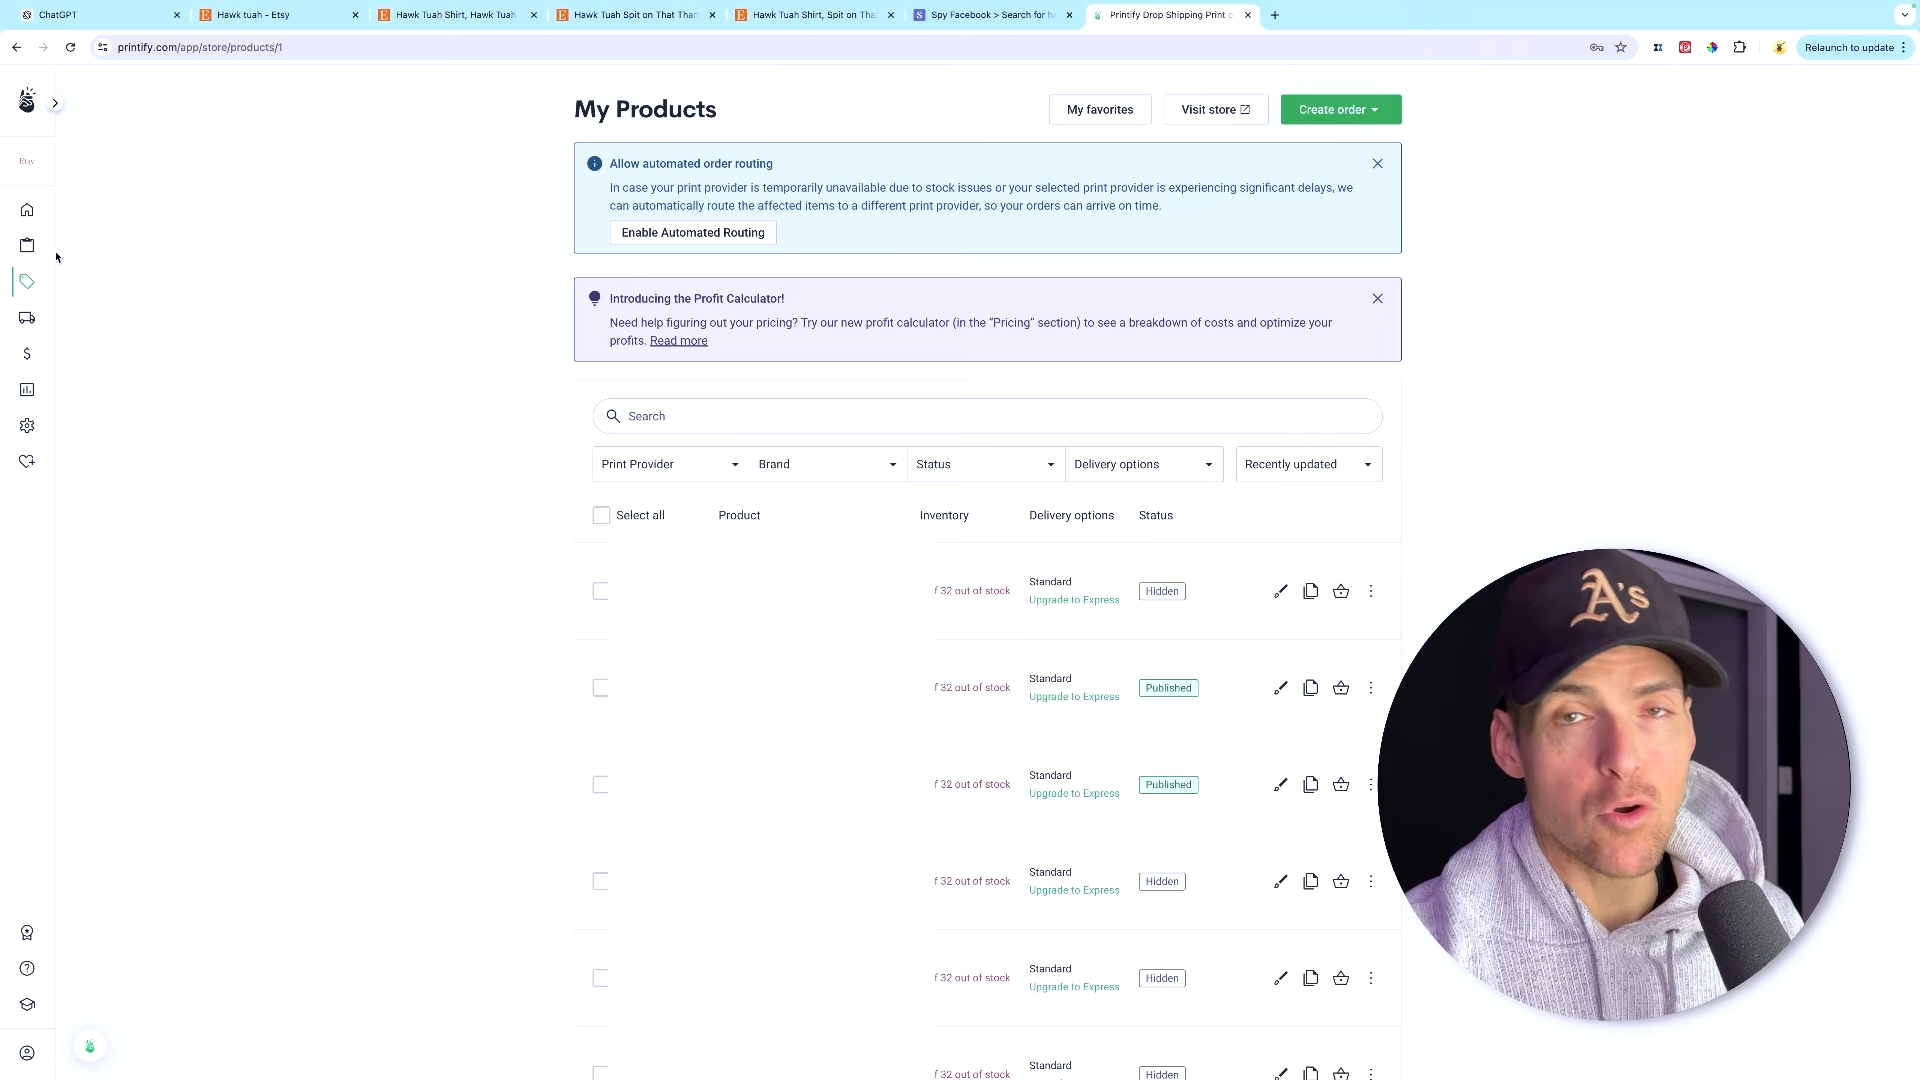 ChatGPT
Hawk tuah - Etsy
Hawk Tuah Shirt, Hawk Tuah
Hawk Tuah Spit on That Than
Hawk Tuah Shirt, Spit on Tha
Spy Facebook > Search for ha
Printify Drop Shipping Print o
printify.com/app/store/products/1
Relaunch to update
My Products
My favorites
Visit store
Create order
Etsy
Allow automated order routing
In case your print provider is temporarily unavailable due to stock issues or your selected print provider is experiencing significant delays, we
can automatically route the affected items to a different print provider, so your orders can arrive on time.
Enable Automated Routing
Introducing the Profit Calculator!
Need help figuring out your pricing? Try our new profit calculator (in the “Pricing” section) to see a breakdown of costs and optimize your
profits. Read more
Search
Print Provider
Brand
Status
Delivery options
Recently updated
Select all
Product
Inventory
Delivery options
Status
f 32 out of stock
Standard
Upgrade to Express
Hidden
f 32 out of stock
Standard
Upgrade to Express
Published
f 32 out of stock
Standard
Upgrade to Express
Published
f 32 out of stock
Standard
Upgrade to Express
Hidden
f 32 out of stock
Standard
Upgrade to Express
Hidden
f 32 out of stock
Standard
Hidden
A's